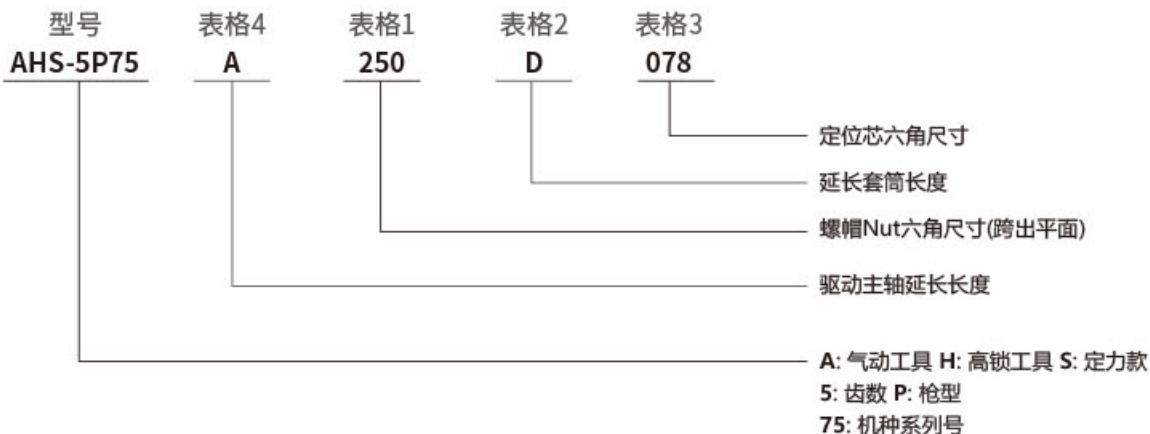 型号 表格4 表格1 表格2 表格3
AHS-5P75 A 250 D 078
定位芯六角尺寸
延长套筒长度
螺帽Nut六角尺寸(跨出平面)
驱动主轴延长长度
A: 气动工具 H: 高锁工具 S: 定力款
5: 齿数 P: 枪型
75: 机种系列号